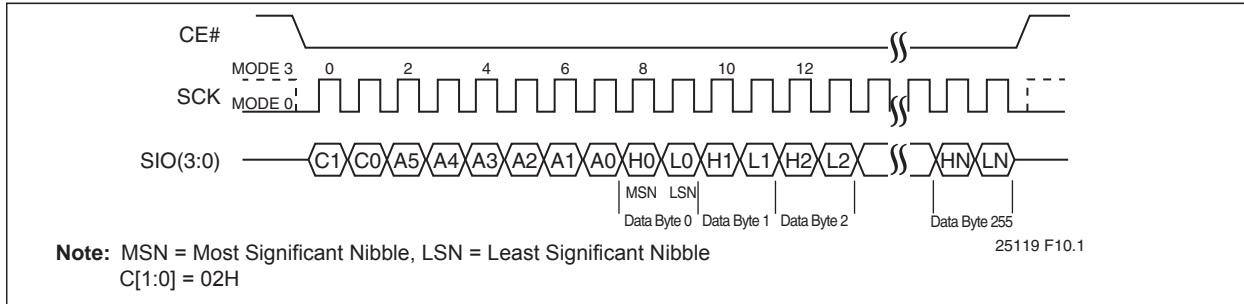 CE#
MODE 3 0 2 4 6 8 10 12
SCK MODE 0
SIO(3:0) C1 C0 A5 A4 A3 A2 A1 A0 H0 L0 H1 L1 H2 L2 HN LN
MSN LSN
Data Byte 0 Data Byte 1 Data Byte 2 Data Byte 255
25119 F10.1
Note: MSN = Most Significant Nibble, LSN = Least Significant Nibble
C[1:0] = 02H